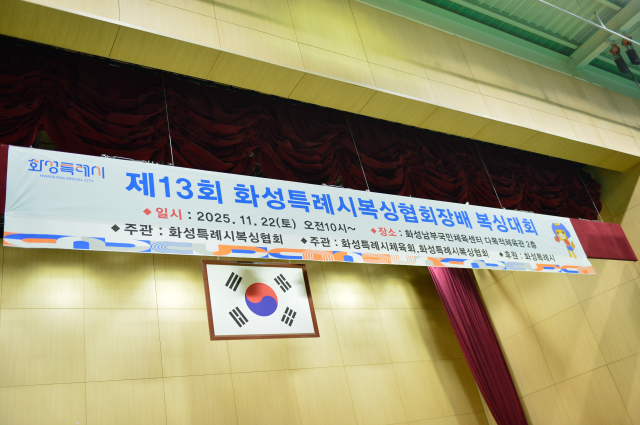 화성특례시
HWASEONG SPECIAL CITY
제13회 화성특례시복싱협회장배 복싱대회
◆일시 : 2025. 11. 22(토) 오전10시~ ◆장소 : 화성남부국민체육센터 다목적체육관 2층
◆주관 : 화성특례시복싱협회 ◆주관 : 화성특례시체육회,화성특례시복싱협회 ◆후원 : 화성특례시